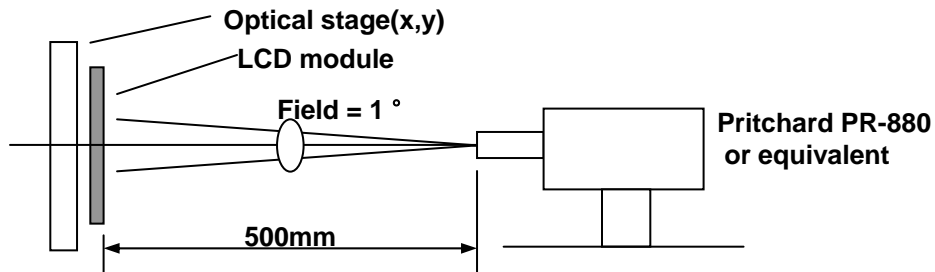 Optical stage(x,y)
LCD module
Field = 1 °
Pritchard PR-880
or equivalent
500mm